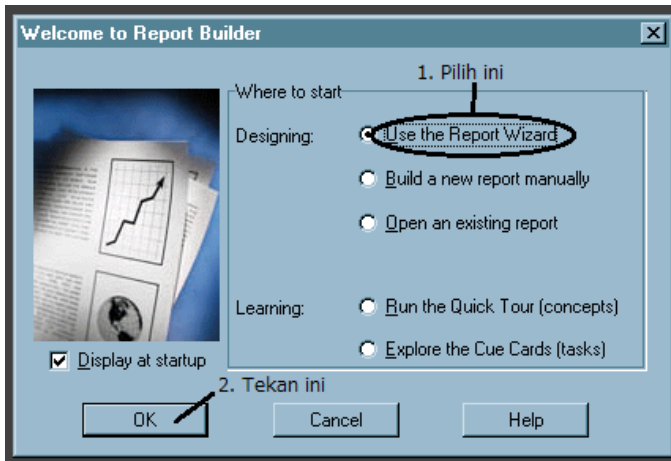 Welcome to Report Builder
1. Pilih ini
Where to start
Designing:
Use the Report Wizard
Build a new report manually
Open an existing report
Learning:
Run the Quick Tour (concepts)
Explore the Cue Cards (tasks)
Display at startup
2. Tekan ini
OK
Cancel
Help